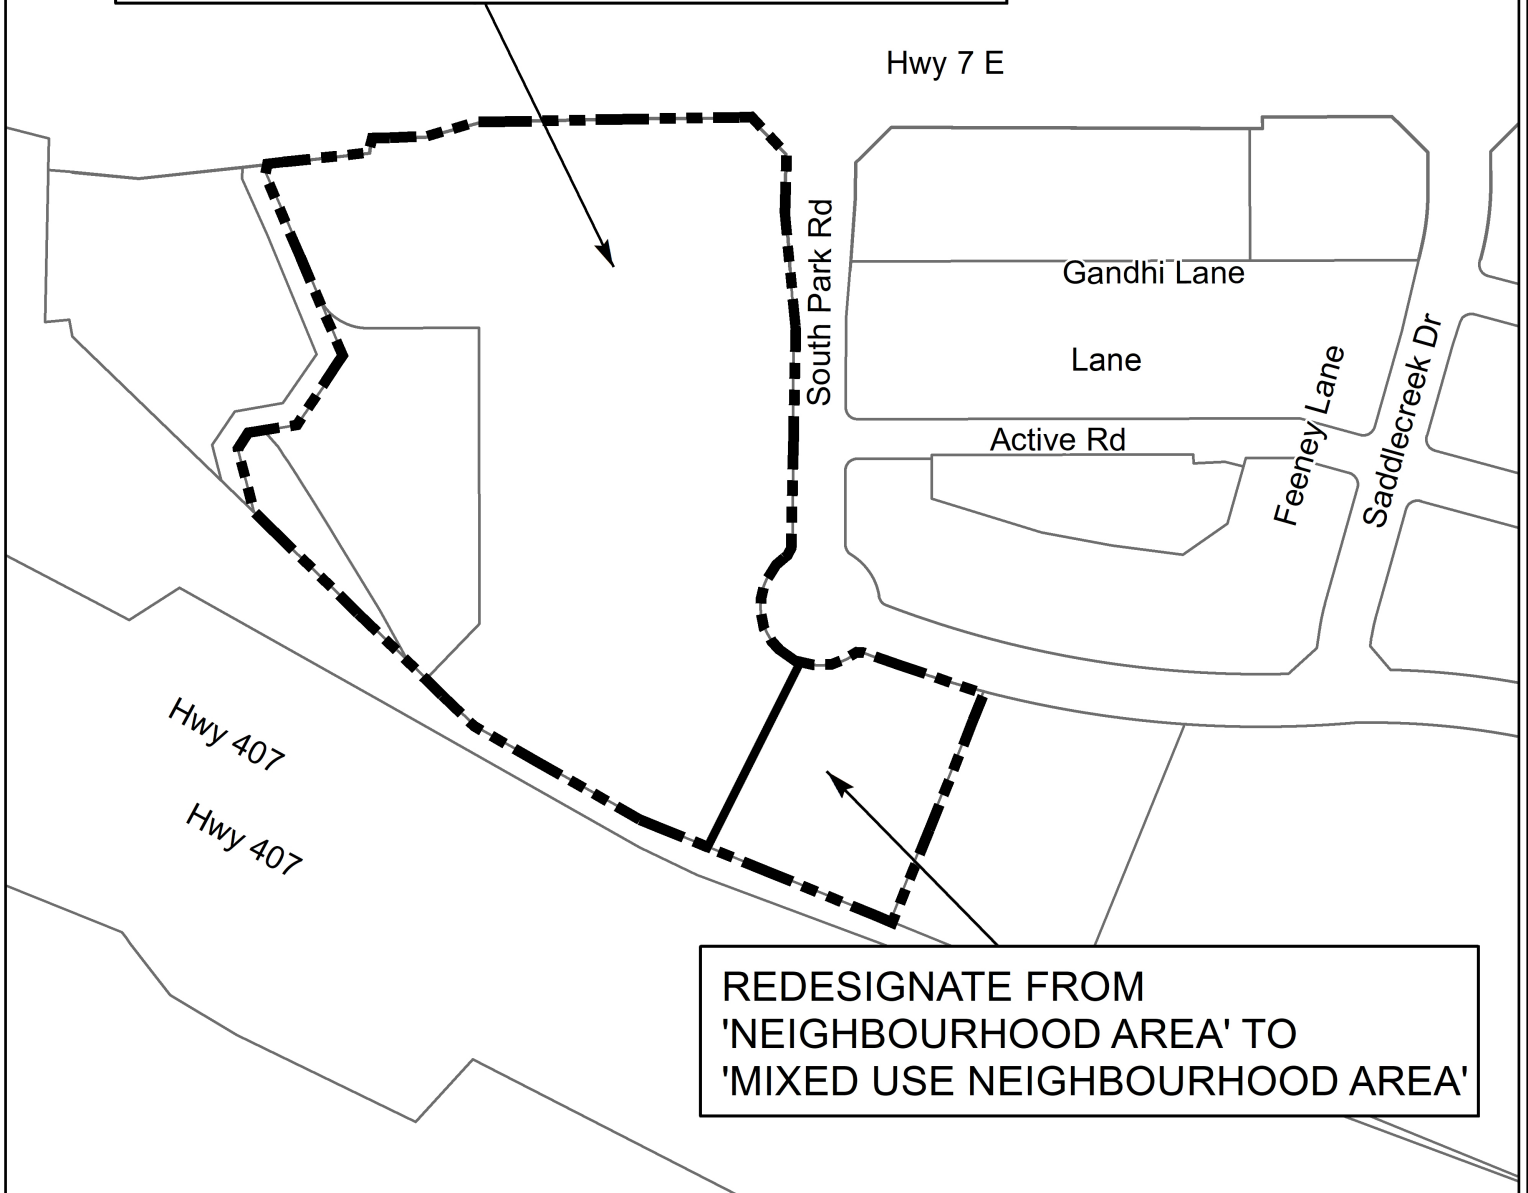 Hwy 7 E
South Park Rd
Gandhi Lane
Lane
Active Rd
Feeney Lane
Saddlecreek Dr
Hwy 407
Hwy 407
REDESIGNATE FROM
'NEIGHBOURHOOD AREA' TO
'MIXED USE NEIGHBOURHOOD AREA'